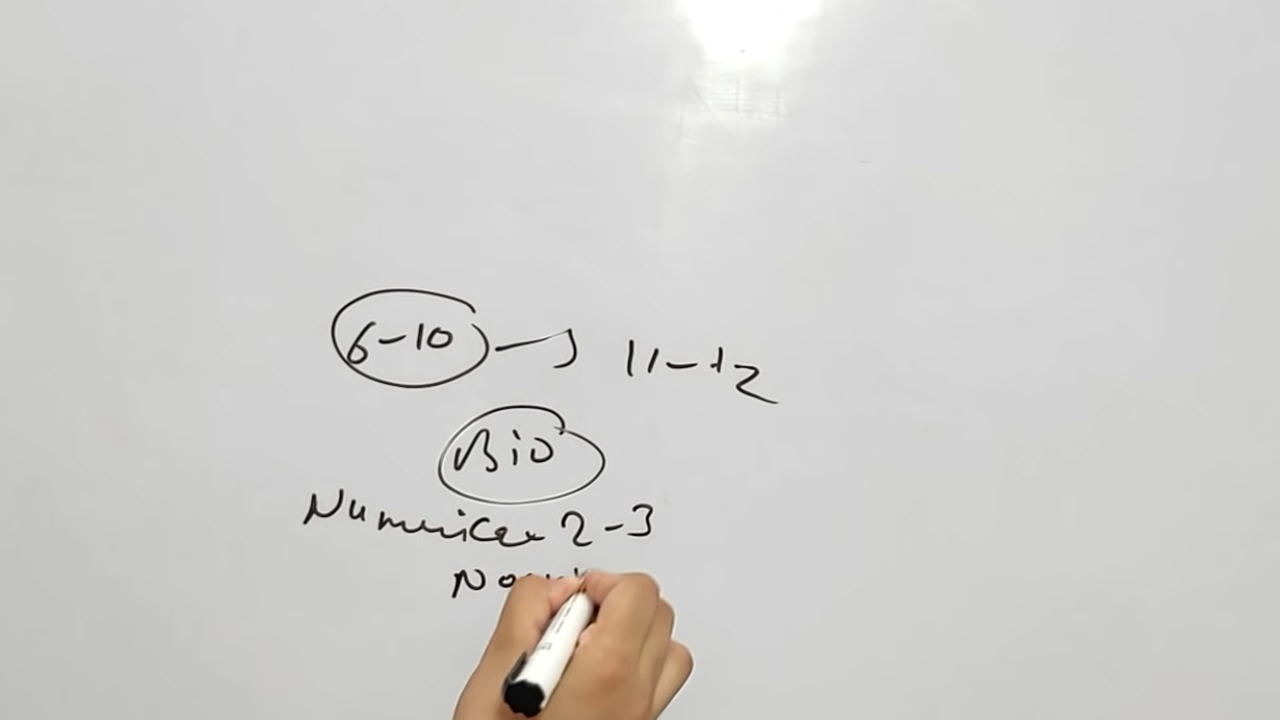 6-10 → 11-12
Bio
Numerical 2-3